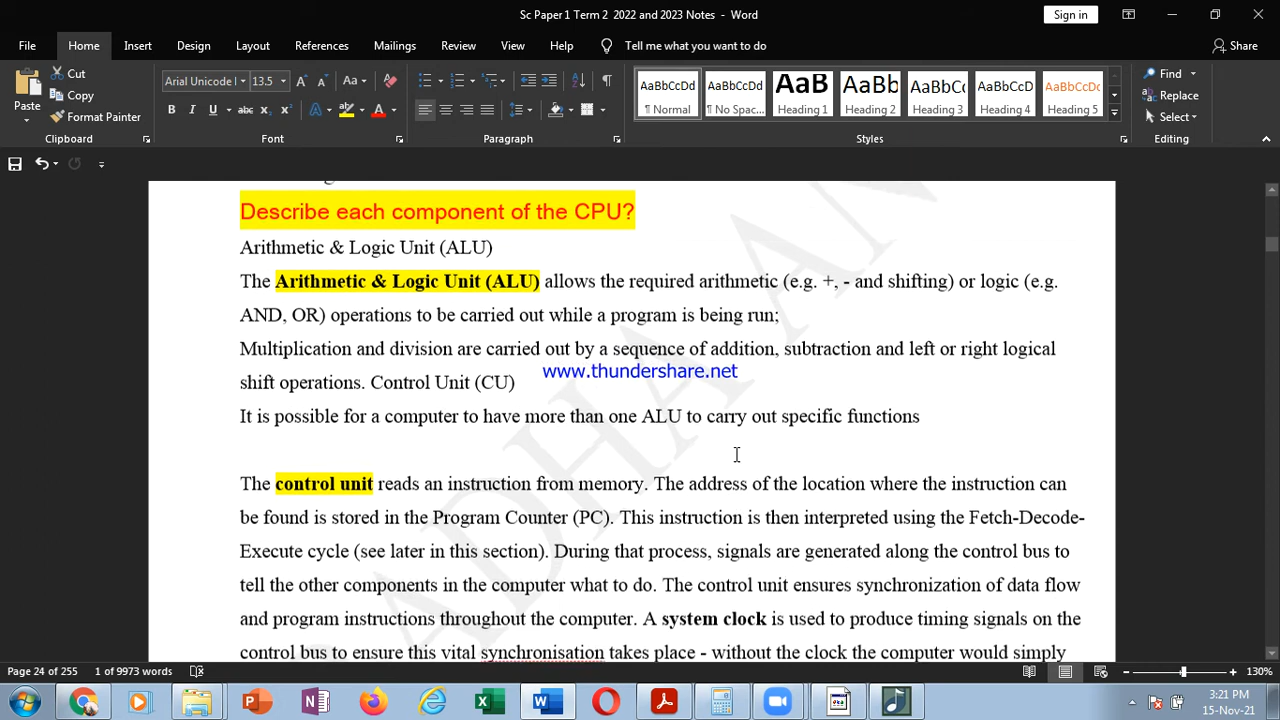 Sc Paper 1 Term 2 2022 and 2023 Notes - Word
Sign in
File Home Insert Design Layout References Mailings Review View Help Tell me what you want to do Share
Paste
Cut
Copy
Format Painter
Arial Unicode I 13.5
B I U abc X2 X2
Aa
AaBbCcDd AaBbCcDd AaB AaBbC AaBbCc AaBbCcD AaBbCcD
¶ Normal ¶ No Spac... Heading 1 Heading 2 Heading 3 Heading 4 Heading 5
Find
Replace
Select
Clipboard Font Paragraph Styles Editing
Describe each component of the CPU?
Arithmetic & Logic Unit (ALU)
The Arithmetic & Logic Unit (ALU) allows the required arithmetic (e.g. +, - and shifting) or logic (e.g.
AND, OR) operations to be carried out while a program is being run;
Multiplication and division are carried out by a sequence of addition, subtraction and left or right logical
www.thundershare.net
shift operations. Control Unit (CU)
It is possible for a computer to have more than one ALU to carry out specific functions
The control unit reads an instruction from memory. The address of the location where the instruction can
be found is stored in the Program Counter (PC). This instruction is then interpreted using the Fetch-Decode-
Execute cycle (see later in this section). During that process, signals are generated along the control bus to
tell the other components in the computer what to do. The control unit ensures synchronization of data flow
and program instructions throughout the computer. A system clock is used to produce timing signals on the
control bus to ensure this vital synchronisation takes place - without the clock the computer would simply
ADHAAN
Page 24 of 255 1 of 9973 words 130%
3:21 PM
15-Nov-21